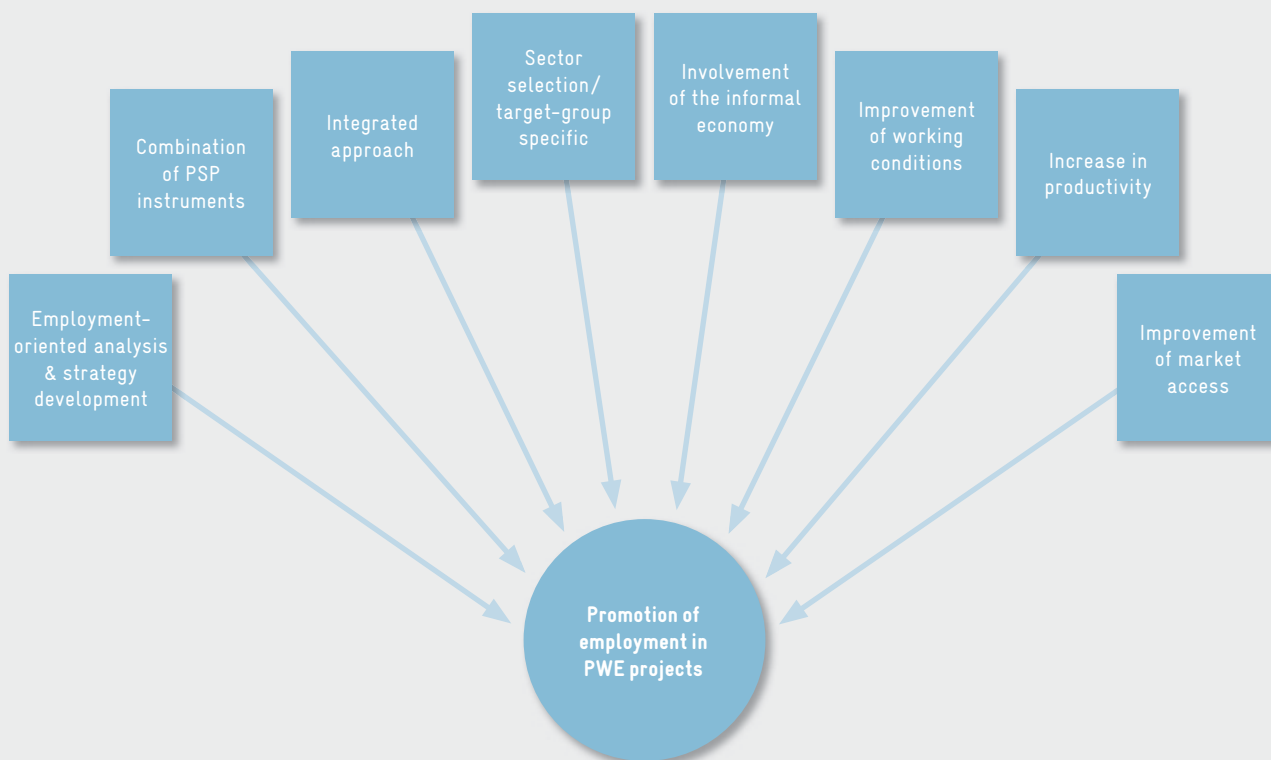 Employment-
oriented analysis
& strategy
development
Combination
of PSP
instruments
Integrated
approach
Sector
selection/
target-group
specific
Involvement
of the informal
economy
Improvement
of working
conditions
Increase in
productivity
Improvement
of market
access
Promotion of
employment in
PWE projects